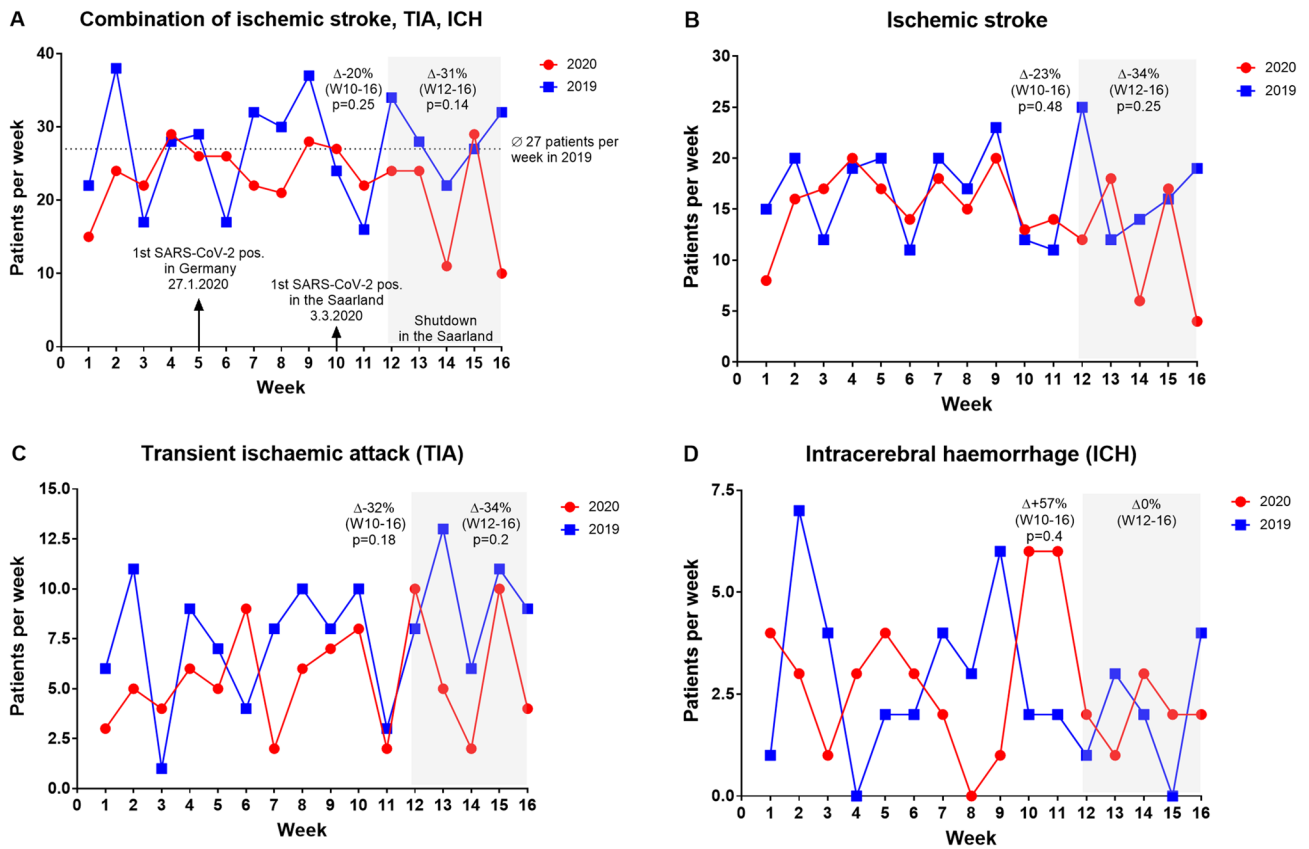 A
Combination of ischemic stroke, TIA, ICH
Patients per week
40
30
20
10
0
Δ-20%
(W10-16)
p=0.25
Δ-31%
(W12-16)
p=0.14
2020
2019
∅ 27 patients per
week in 2019
1st SARS-CoV-2 pos.
in Germany
27.1.2020
1st SARS-CoV-2 pos.
in the Saarland
3.3.2020
Shutdown
in the Saarland
0 1 2 3 4 5 6 7 8 9 10 11 12 13 14 15 16
Week
B
Ischemic stroke
Patients per week
30
25
20
15
10
5
0
Δ-23%
(W10-16)
p=0.48
Δ-34%
(W12-16)
p=0.25
2020
2019
0 1 2 3 4 5 6 7 8 9 10 11 12 13 14 15 16
Week
C
Transient ischaemic attack (TIA)
Patients per week
15.0
12.5
10.0
7.5
5.0
2.5
0.0
Δ-32%
(W10-16)
p=0.18
Δ-34%
(W12-16)
p=0.2
2020
2019
0 1 2 3 4 5 6 7 8 9 10 11 12 13 14 15 16
Week
D
Intracerebral haemorrhage (ICH)
Patients per week
7.5
5.0
2.5
0.0
Δ+57%
(W10-16)
p=0.4
Δ0%
(W12-16)
2020
2019
0 1 2 3 4 5 6 7 8 9 10 11 12 13 14 15 16
Week